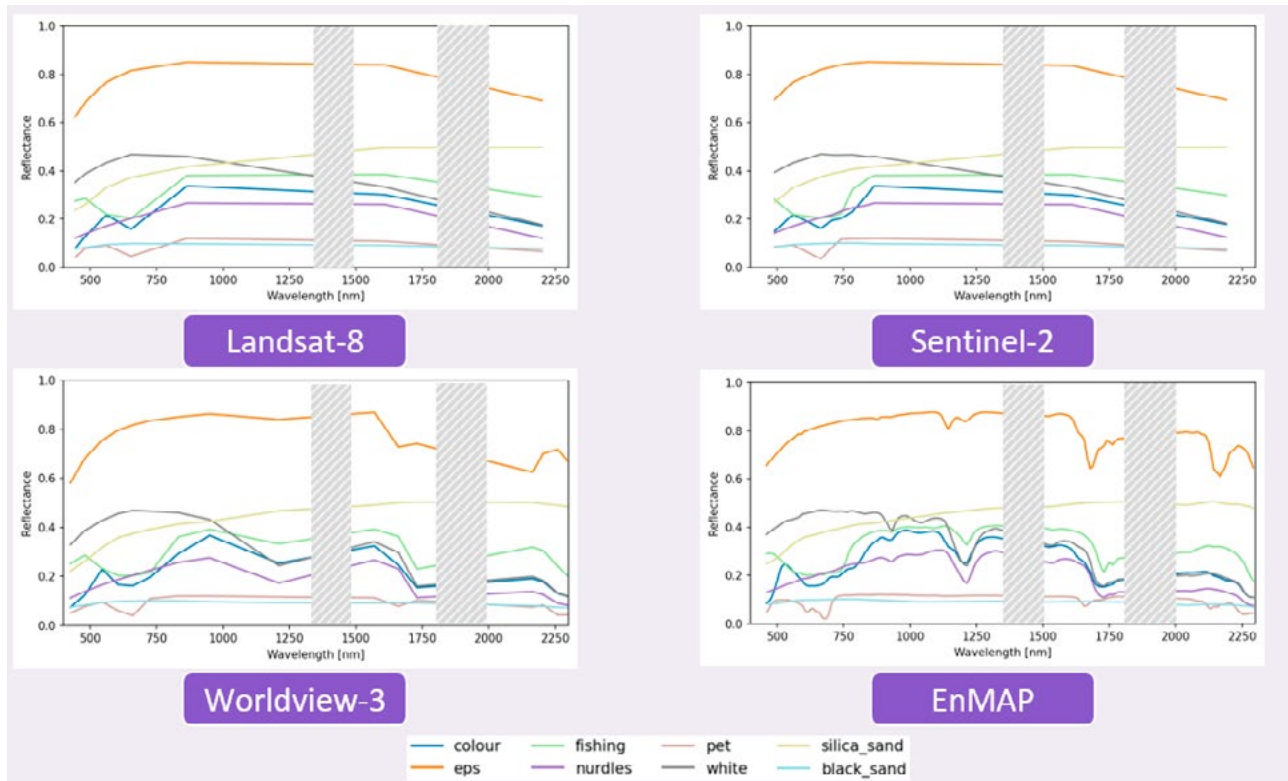 1.0
0.8
0.6
0.4
0.2
0.0
Reflectance
500 750 1000 1250 1500 1750 2000 2250
Wavelength [nm]
Landsat-8
1.0
0.8
0.6
0.4
0.2
0.0
Reflectance
500 750 1000 1250 1500 1750 2000 2250
Wavelength [nm]
Sentinel-2
1.0
0.8
0.6
0.4
0.2
0.0
Reflectance
500 750 1000 1250 1500 1750 2000 2250
Wavelength [nm]
Worldview-3
1.0
0.8
0.6
0.4
0.2
0.0
Reflectance
500 750 1000 1250 1500 1750 2000 2250
Wavelength [nm]
EnMAP
colour fishing pet silica_sand
eps nurdles white black_sand